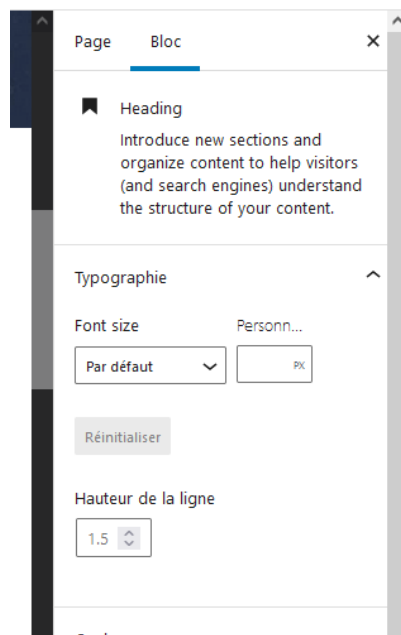 Page Bloc
Heading
Introduce new sections and
organize content to help visitors
(and search engines) understand
the structure of your content.
Typographie
Font size Personn...
Par défaut PX
Réinitialiser
Hauteur de la ligne
1.5